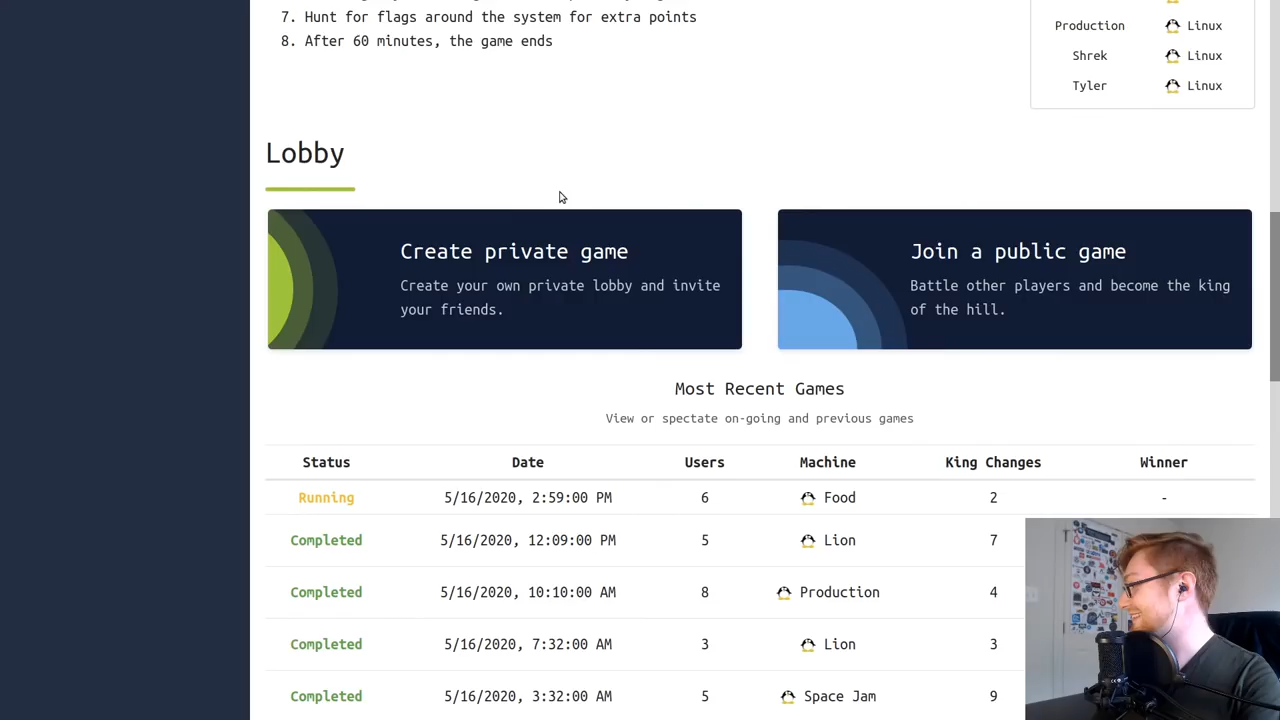 7. Hunt for flags around the system for extra points
8. After 60 minutes, the game ends
Production Linux
Shrek Linux
Tyler Linux
Lobby
Create private game
Create your own private lobby and invite
your friends.
Join a public game
Battle other players and become the king
of the hill.
Most Recent Games
View or spectate on-going and previous games
Status Date Users Machine King Changes Winner
Running 5/16/2020, 2:59:00 PM 6 Food 2 -
Completed 5/16/2020, 12:09:00 PM 5 Lion 7
Completed 5/16/2020, 10:10:00 AM 8 Production 4
Completed 5/16/2020, 7:32:00 AM 3 Lion 3
Completed 5/16/2020, 3:32:00 AM 5 Space Jam 9